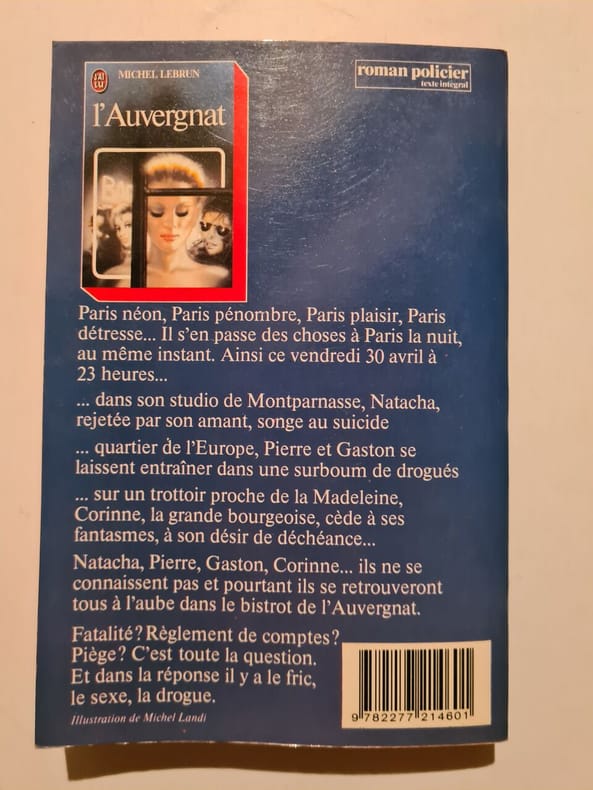 J'AI
LU
MICHEL LEBRUN
l'Auvergnat
roman policier
texte intégral
Paris néon, Paris pénombre, Paris plaisir, Paris
détresse... Il s'en passe des choses à Paris la nuit,
au même instant. Ainsi ce vendredi 30 avril à
23 heures...
... dans son studio de Montparnasse, Natacha,
rejetée par son amant, songe au suicide
... quartier de l'Europe, Pierre et Gaston se
laissent entraîner dans une surboum de drogués
... sur un trottoir proche de la Madeleine,
Corinne, la grande bourgeoise, cède à ses
fantasmes, à son désir de déchéance...
Natacha, Pierre, Gaston, Corinne... ils ne se
connaissent pas et pourtant ils se retrouveront
tous à l'aube dans le bistrot de l'Auvergnat.
Fatalité? Règlement de comptes?
Piège? C'est toute la question.
Et dans la réponse il y a le fric,
le sexe, la drogue.
Illustration de Michel Landi
9 782277 214601